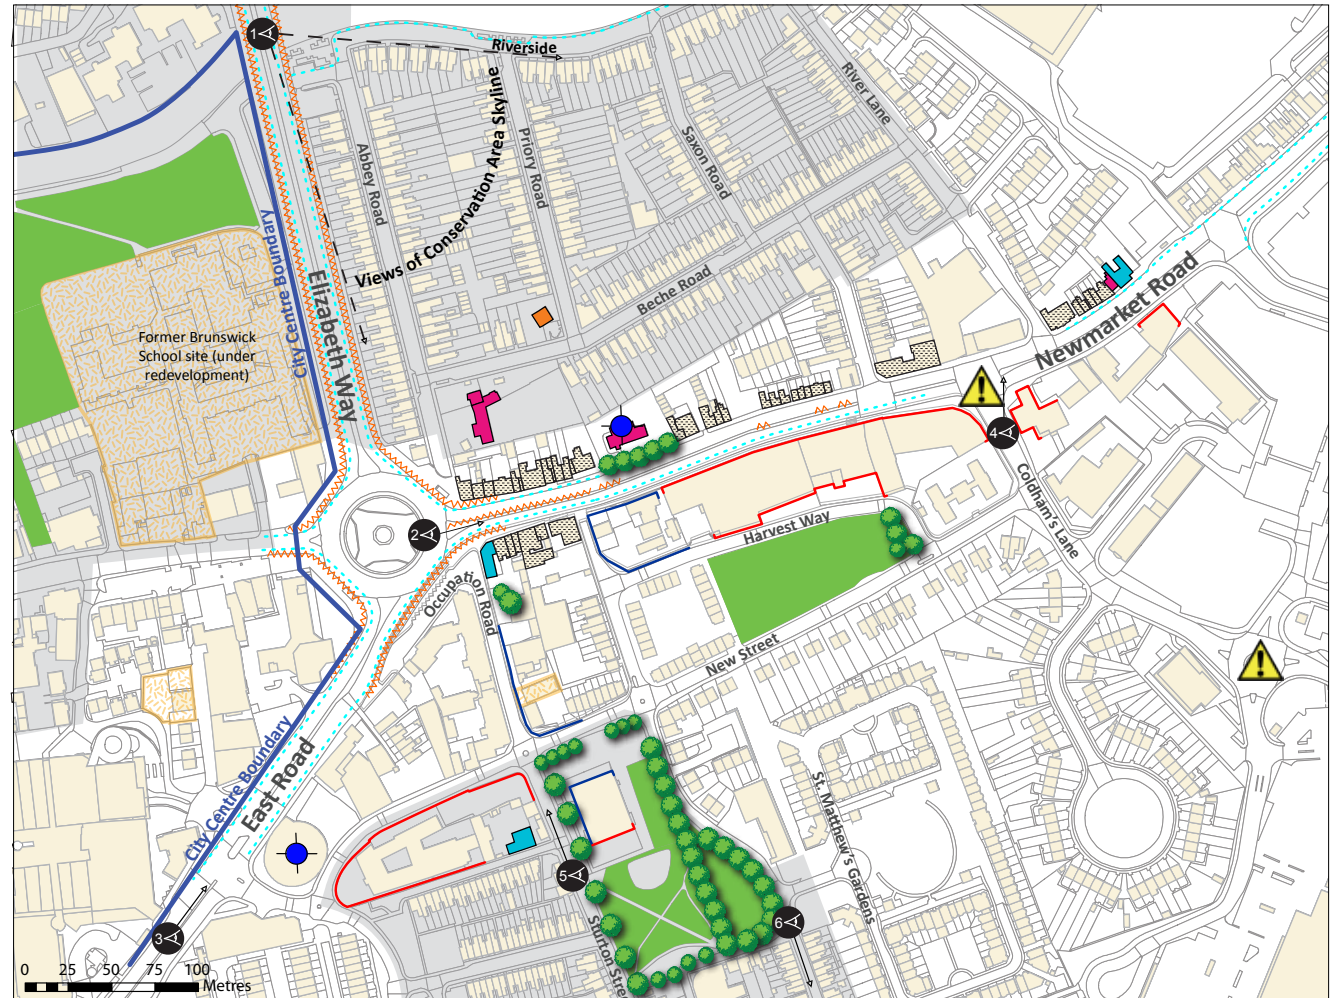 1
Riverside
River Lane
Views of Conservation Area Skyline
Abbey Road
Priory Road
Saxon Road
City Centre Boundary
Elizabeth Way
Beche Road
Newmarket Road
Former Brunswick
School site (under
redevelopment)
4
2
Coldham's Lane
Harvest Way
Occupation Road
New Street
City Centre Boundary
East Road
St. Matthew's Gardens
5
6
3
Sturton Stre
0 25 50 75 100
Metres